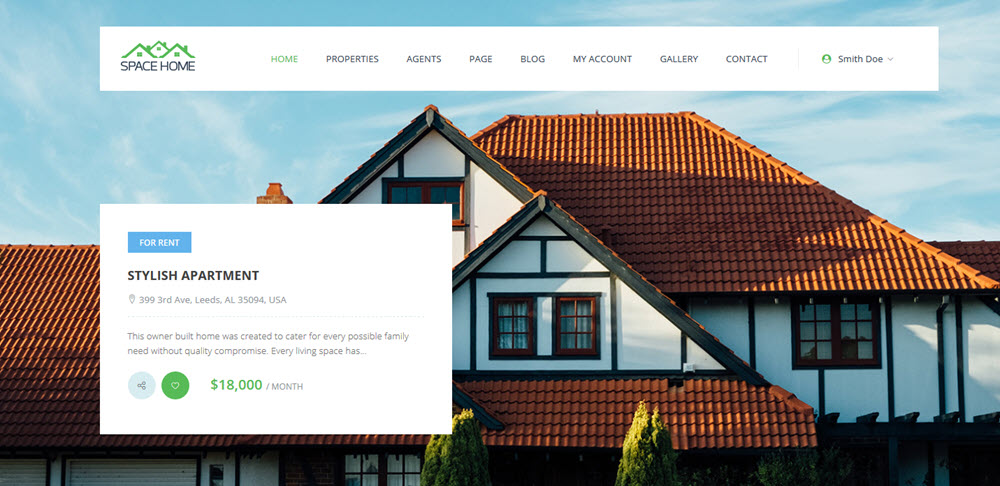 SPACE HOME
HOME PROPERTIES AGENTS PAGE BLOG MY ACCOUNT GALLERY CONTACT Smith Doe
FOR RENT
STYLISH APARTMENT
399 3rd Ave, Leeds, AL 35094, USA
This owner built home was created to cater for every possible family
need without quality compromise. Every living space has...
$18,000 / MONTH